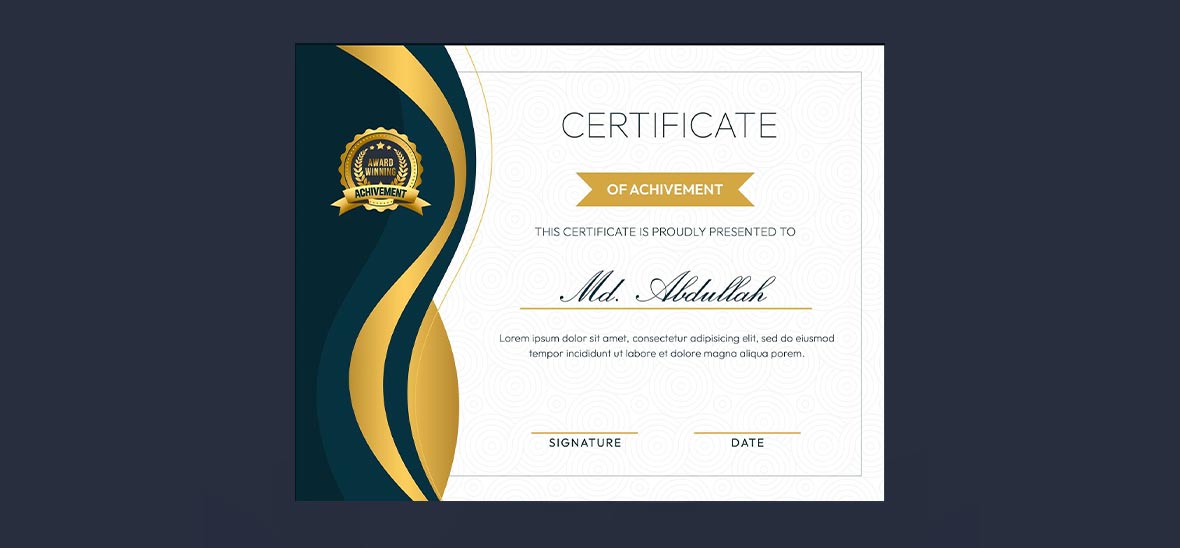 AWARD
WINNING
ACHIVEMENT
CERTIFICATE
OF ACHIVEMENT
THIS CERTIFICATE IS PROUDLY PRESENTED TO
Md. Abdullah
Lorem ipsum dolor sit amet, consectetur adipisicing elit, sed do eiusmod
tempor incididunt ut labore et dolore magna aliqua porem.
SIGNATURE
DATE